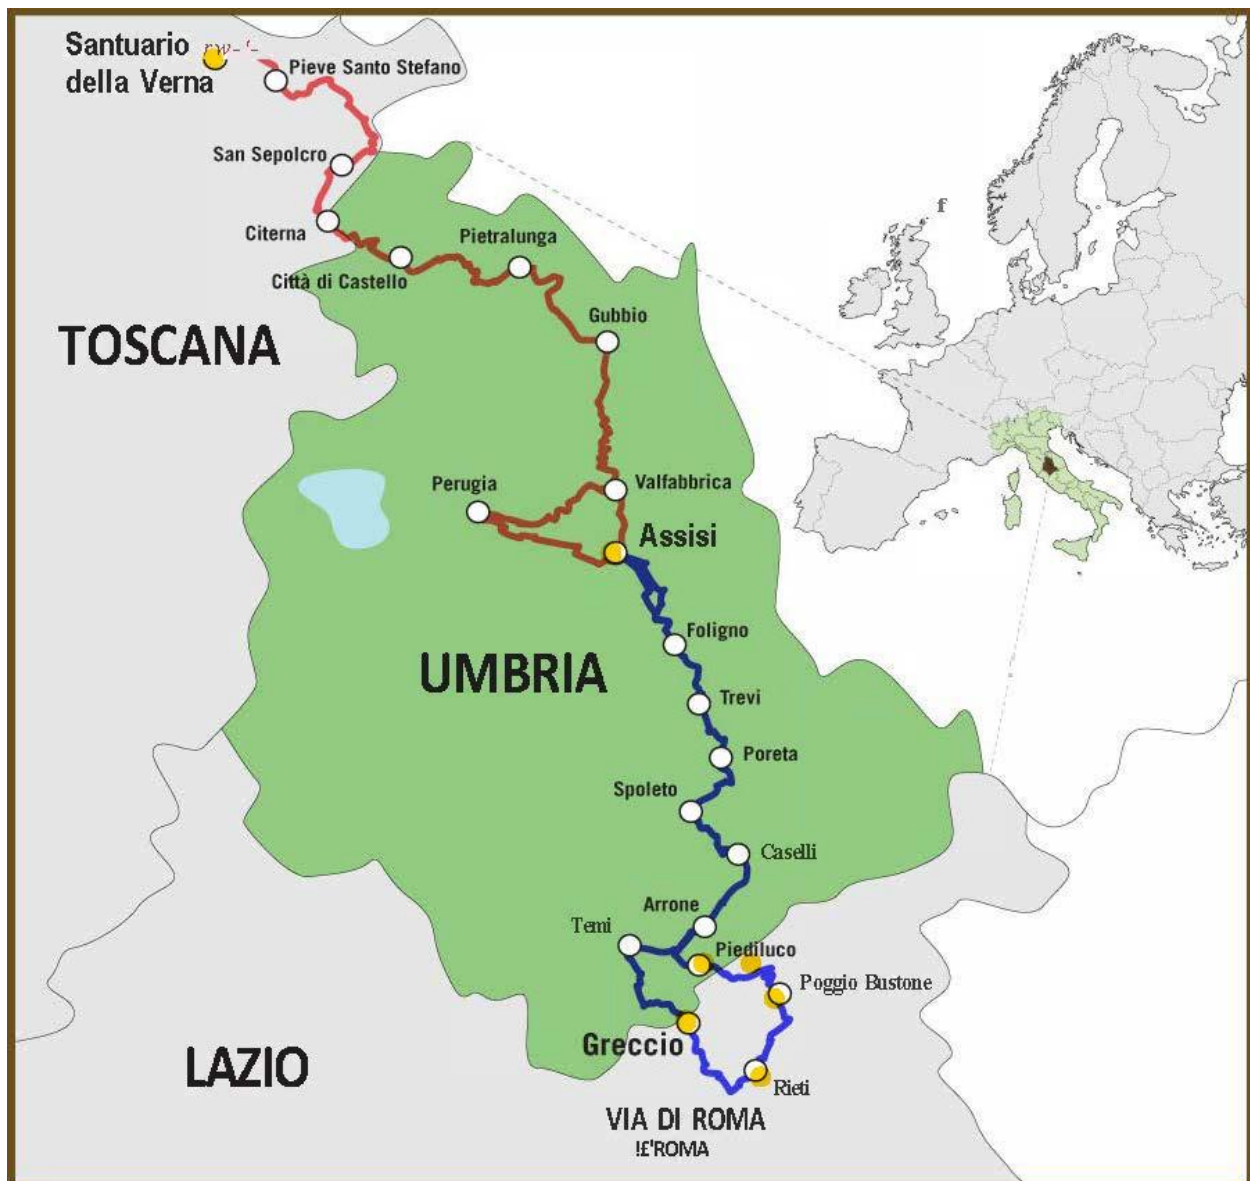 Santuario
della Verna
Pieve Santo Stefano
San Sepolcro
Citerna
Città di Castello
Pietralunga
Gubbio
TOSCANA
f
Perugia
Valfabbrica
Assisi
Foligno
UMBRIA
Trevi
Poreta
Spoleto
Caselli
Arrone
Temi
Piediluco
Poggio Bustone
Greccio
LAZIO
Rieti
VIA DI ROMA
!£'ROMA